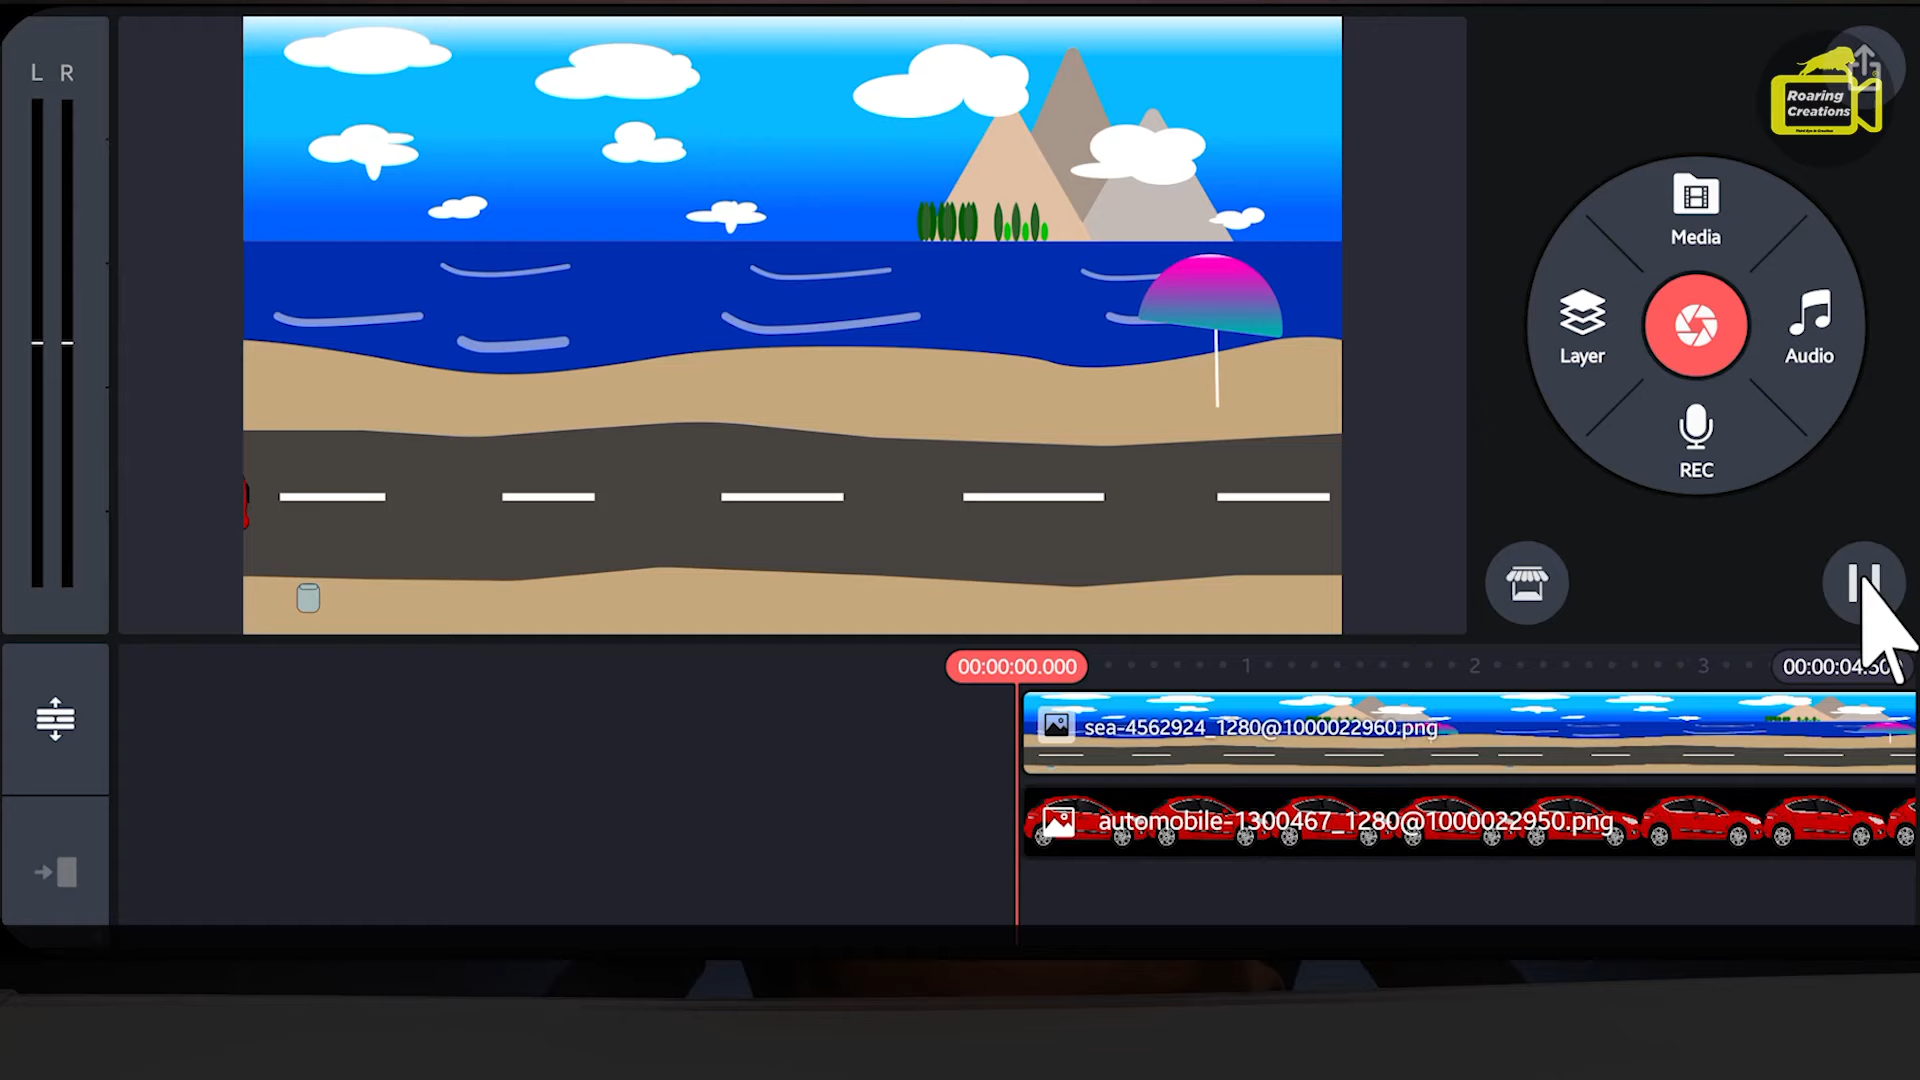 L R
Roaring
Creations
Media
Layer
Audio
REC
00:00:00.000
1
2
3
sea-4562924_1280@1000022960.png
automobile-1300467_1280@1000022950.png